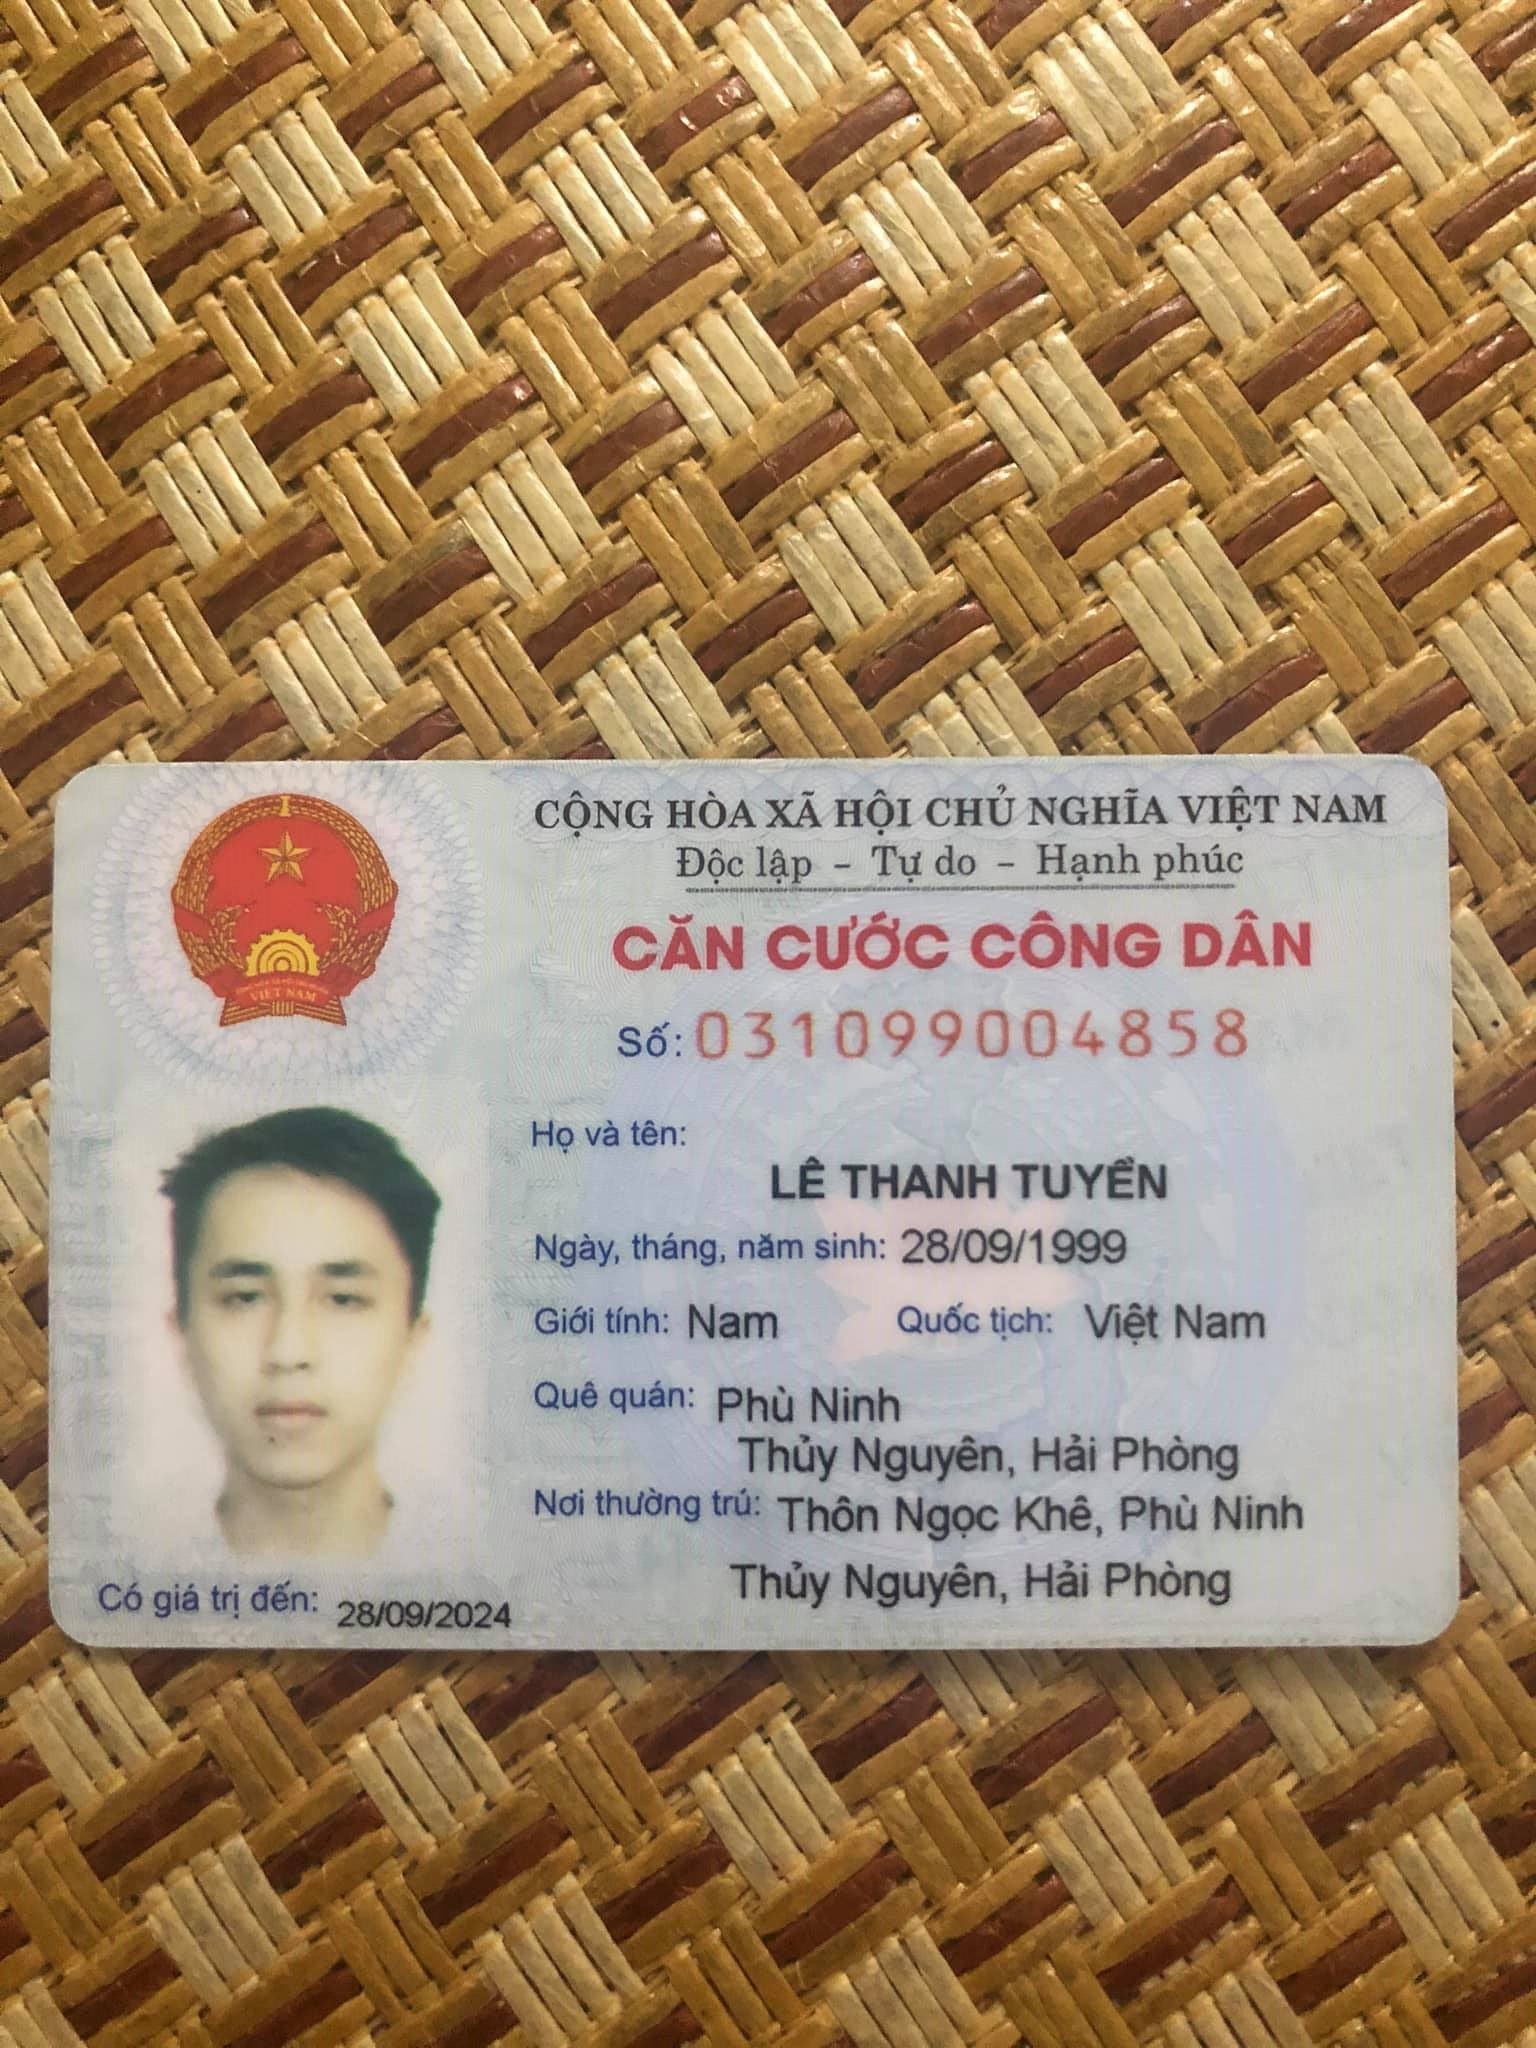 CỘNG HÒA XÃ HỘI CHỦ NGHĨA VIỆT NAM
Độc lập - Tự do - Hạnh phúc
CĂN CƯỚC CÔNG DÂN
Số: 031099004858
Họ và tên:
LÊ THANH TUYỀN
Ngày, tháng, năm sinh: 28/09/1999
Giới tính: Nam Quốc tịch: Việt Nam
Quê quán: Phù Ninh
Thủy Nguyên, Hải Phòng
Nơi thường trú: Thôn Ngọc Khê, Phù Ninh
Thủy Nguyên, Hải Phòng
Có giá trị đến: 28/09/2024
VIỆT NAM